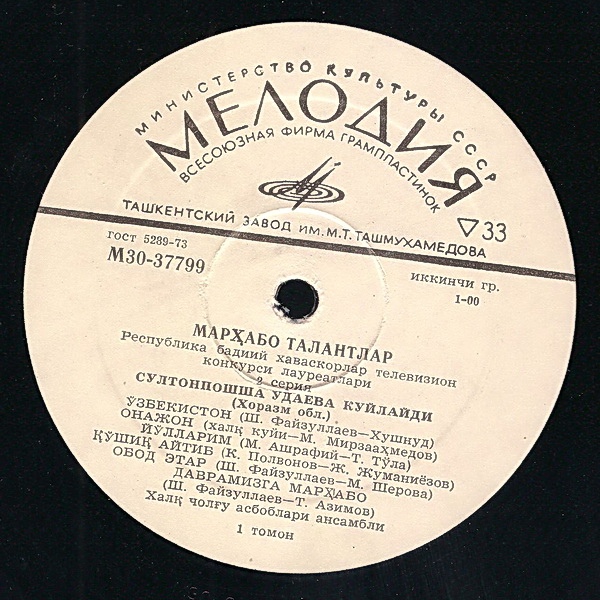 МИНИСТЕРСТВО КУЛЬТУРЫ СССР
МЕЛОДИЯ
ВСЕСОЮЗНАЯ ФИРМА ГРАМПЛАСТИНОК
ТАШКЕНТСКИЙ ЗАВОД ИМ. М.Т. ТАШМУХАМЕДОВА
33
ГОСТ 5289-73
М30-37799
ИККИНЧИ ГР.
1-00
МАРҲАБО ТАЛАНТЛАР
Республика бадиий хаваскорлар телевизион
конкурси лауреатлари
2 серия
СУЛТОНПОШША УДАЕВА КУЙЛАЙДИ
(Хоразм обл.)
ЎЗБЕКИСТОН (Ш. Файзуллаев—Хушнуд)
ОНАЖОН (халқ куйи—М. Мирзааҳмедов)
ЙЎЛЛАРИМ (М. Ашрафий—Т. Тўла)
ҚЎШИҚ АЙТИБ (К. Полвонов—Ж. Жуманиёзов)
ОБОД ЭТАР (Ш. Файзуллаев—М. Шерова)
ДАВРАМИЗГА МАРҲАБО
(Ш. Файзуллаев—Т. Азимов)
Халқ чолғу асбоблари ансамбли
1 томон